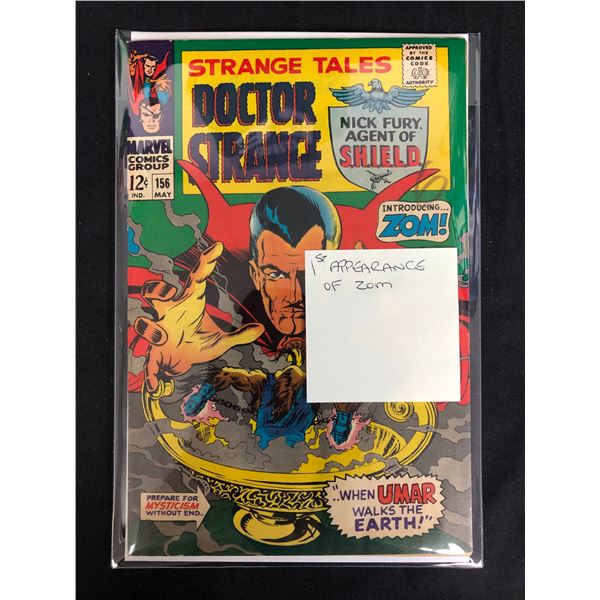 STRANGE TALES
DOCTOR
STRANGE
NICK FURY,
AGENT OF
S.H.I.E.L.D.
APPROVED
BY THE
COMICS
CODE
AUTHORITY
MARVEL
COMICS
GROUP
12¢
IND.
156
MAY
INTRODUCING...
ZOM!
1ST APPEARANCE
OF ZOM
PREPARE FOR
MYSTICISM
WITHOUT END...
"..WHEN UMAR
WALKS THE
EARTH!"